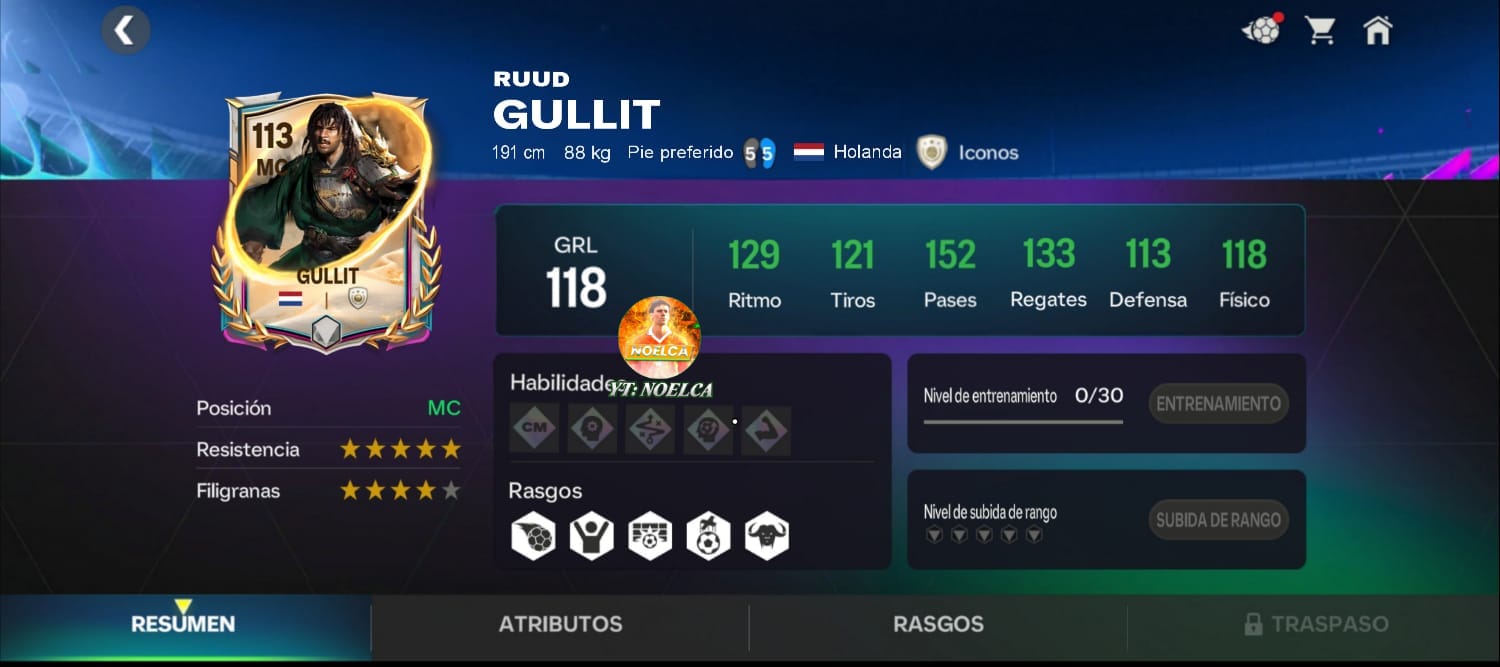 RUUD
GULLIT
191 cm 88 kg Pie preferido 5 5 Holanda Iconos
113
MC
GULLIT
GRL
118
129 121 152 133 113 118
Ritmo Tiros Pases Regates Defensa Físico
NOELCA
YT: NOELCA
Posición MC
Resistencia
Filigranas
Habilidades
CM
Rasgos
Nivel de entrenamiento 0/30 ENTRENAMIENTO
Nivel de subida de rango SUBIDA DE RANGO
RESUMEN ATRIBUTOS RASGOS TRASPASO